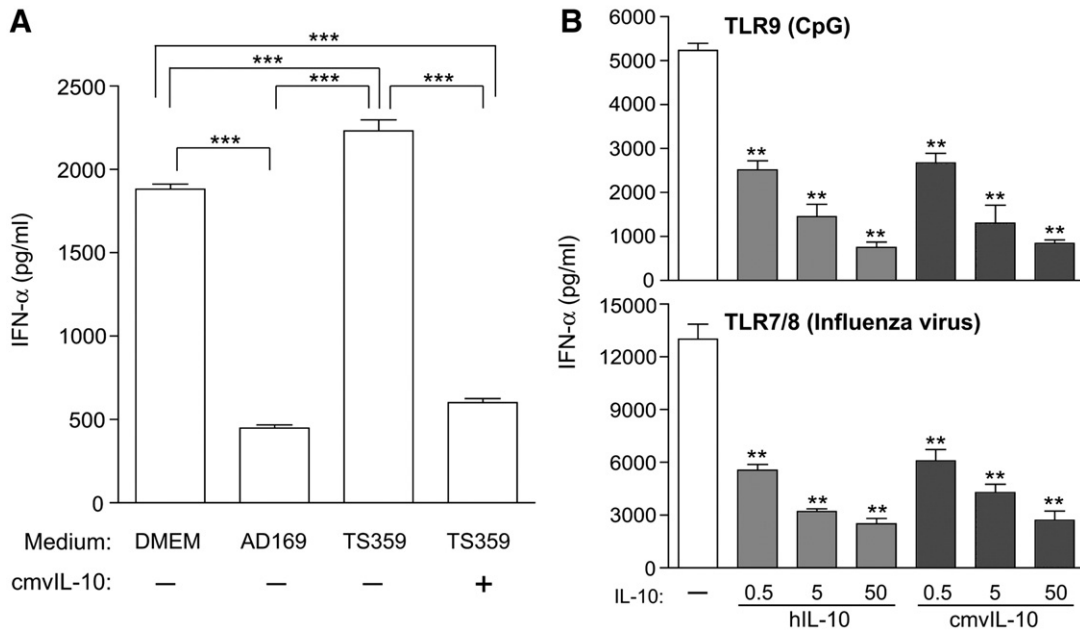 A
***
***
***
***
***
IFN-α (pg/ml)
2500
2000
1500
1000
500
0
Medium: DMEM AD169 TS359 TS359
cmvIL-10: – – – +
B
TLR9 (CpG)
IFN-α (pg/ml)
6000
5000
4000
3000
2000
1000
0
** ** ** ** ** **
TLR7/8 (Influenza virus)
15000
12000
9000
6000
3000
0
** ** ** ** ** **
IL-10: – 0.5 5 50 0.5 5 50
hIL-10 cmvIL-10